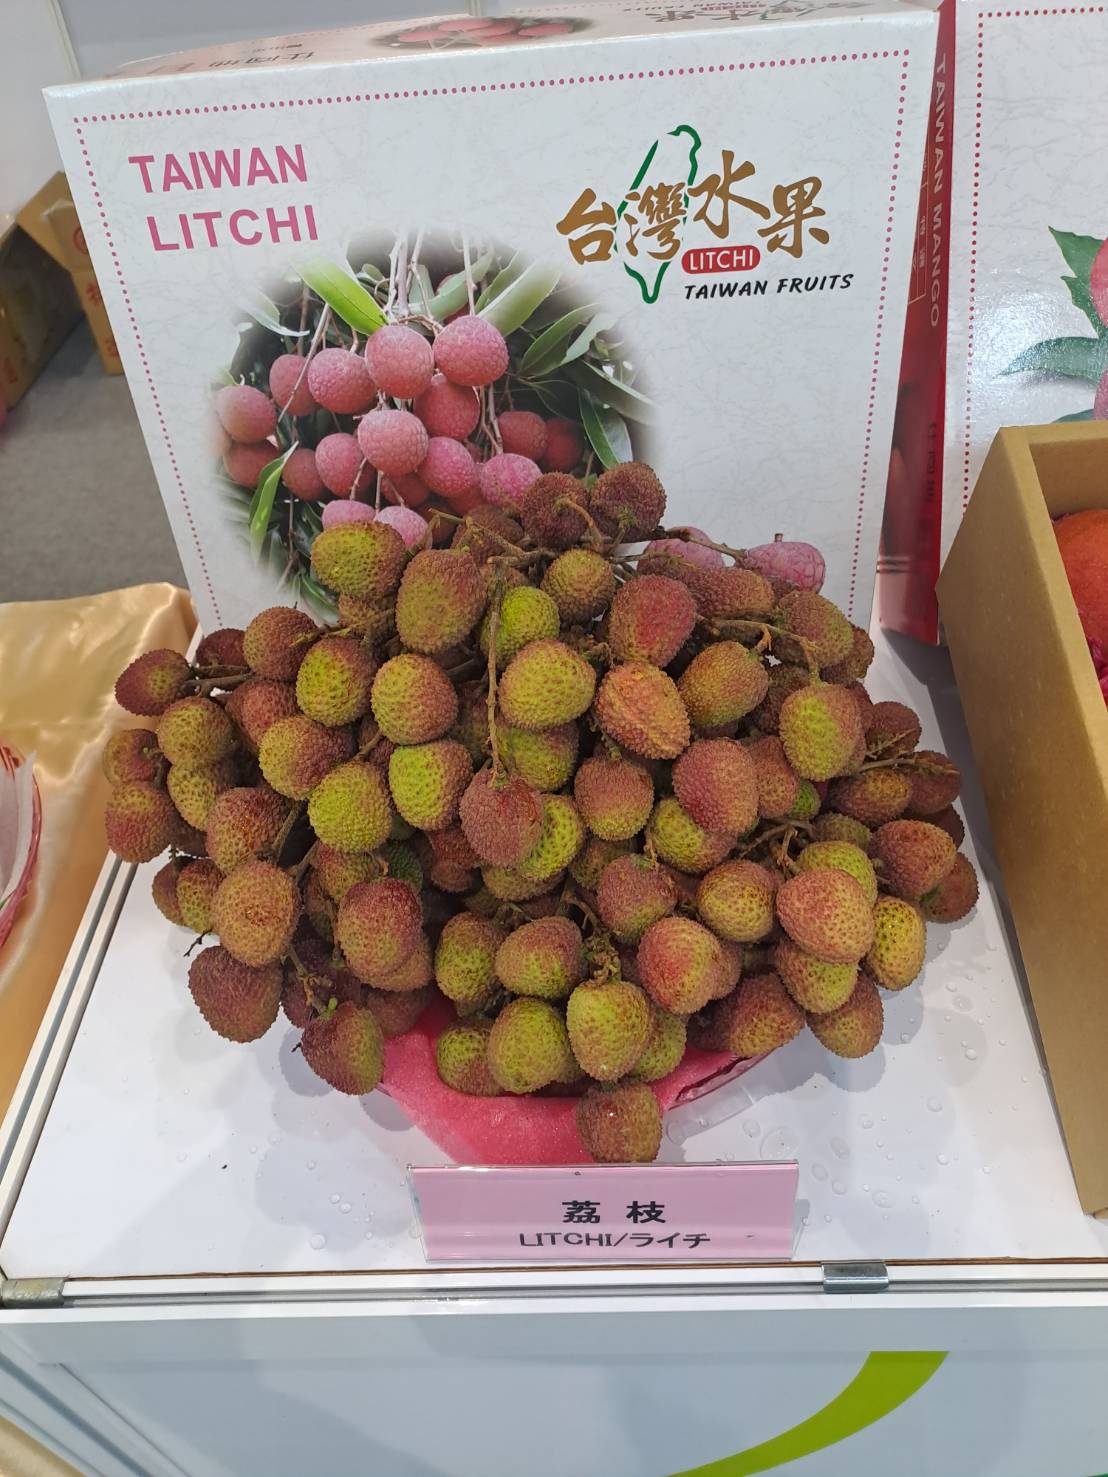 TAIWAN
LITCHI
台灣水果
LITCHI
TAIWAN FRUITS
TAIWAN MANGO
荔枝
LITCHI/ライチ